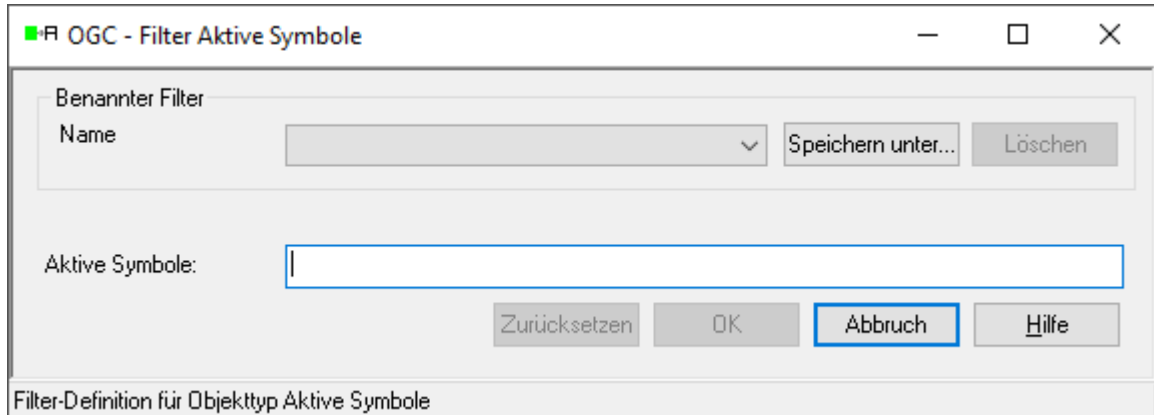 OGC - Filter Aktive Symbole
Benannter Filter
Name
Speichern unter...
Löschen
Aktive Symbole:
Zurücksetzen
OK
Abbruch
Hilfe
Filter-Definition für Objekttyp Aktive Symbole